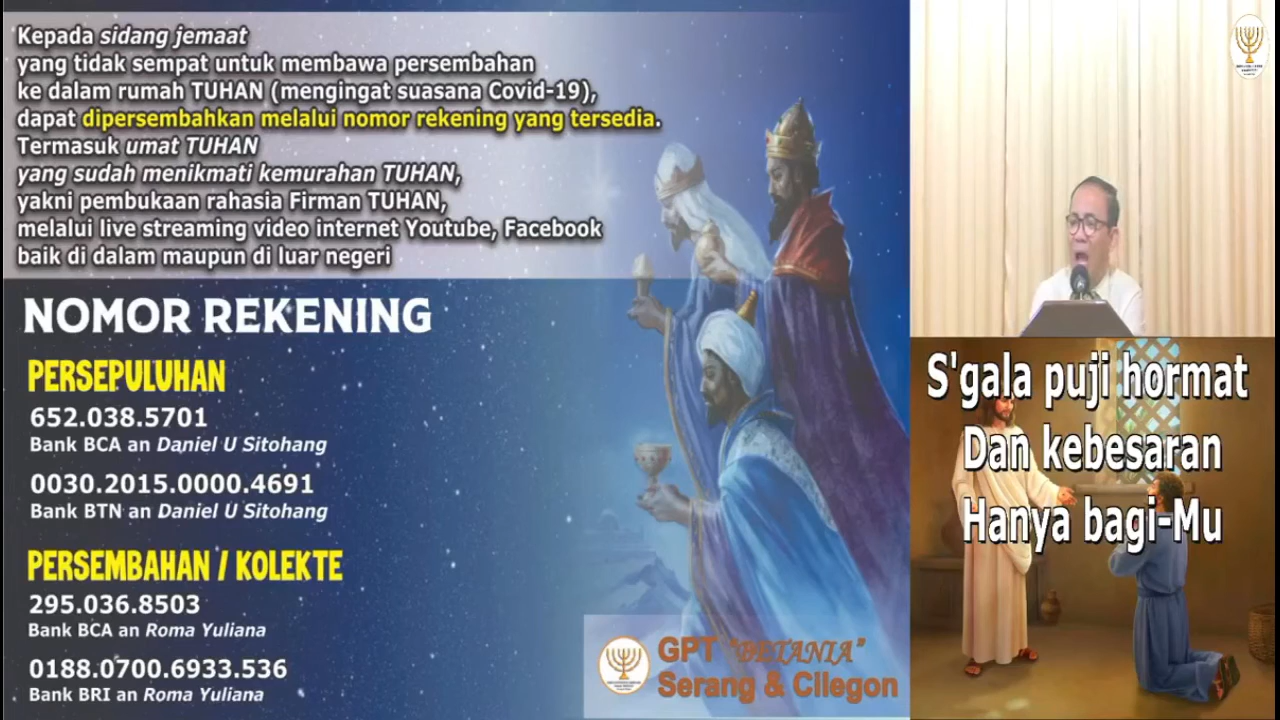 Kepada sidang jemaat
yang tidak sempat untuk membawa persembahan
ke dalam rumah TUHAN (mengingat suasana Covid-19),
dapat dipersembahkan melalui nomor rekening yang tersedia.
Termasuk umat TUHAN
yang sudah menikmati kemurahan TUHAN,
yakni pembukaan rahasia Firman TUHAN,
melalui live streaming video internet Youtube, Facebook
baik di dalam maupun di luar negeri
NOMOR REKENING
PERSEPULUHAN
652.038.5701
Bank BCA an Daniel U Sitohang
0030.2015.0000.4691
Bank BTN an Daniel U Sitohang
PERSEMBAHAN / KOLEKTE
295.036.8503
Bank BCA an Roma Yuliana
0188.0700.6933.536
Bank BRI an Roma Yuliana
GPT "BETANIA"
Serang & Cilegon
S'gala puji hormat
Dan kebesaran
Hanya bagi-Mu